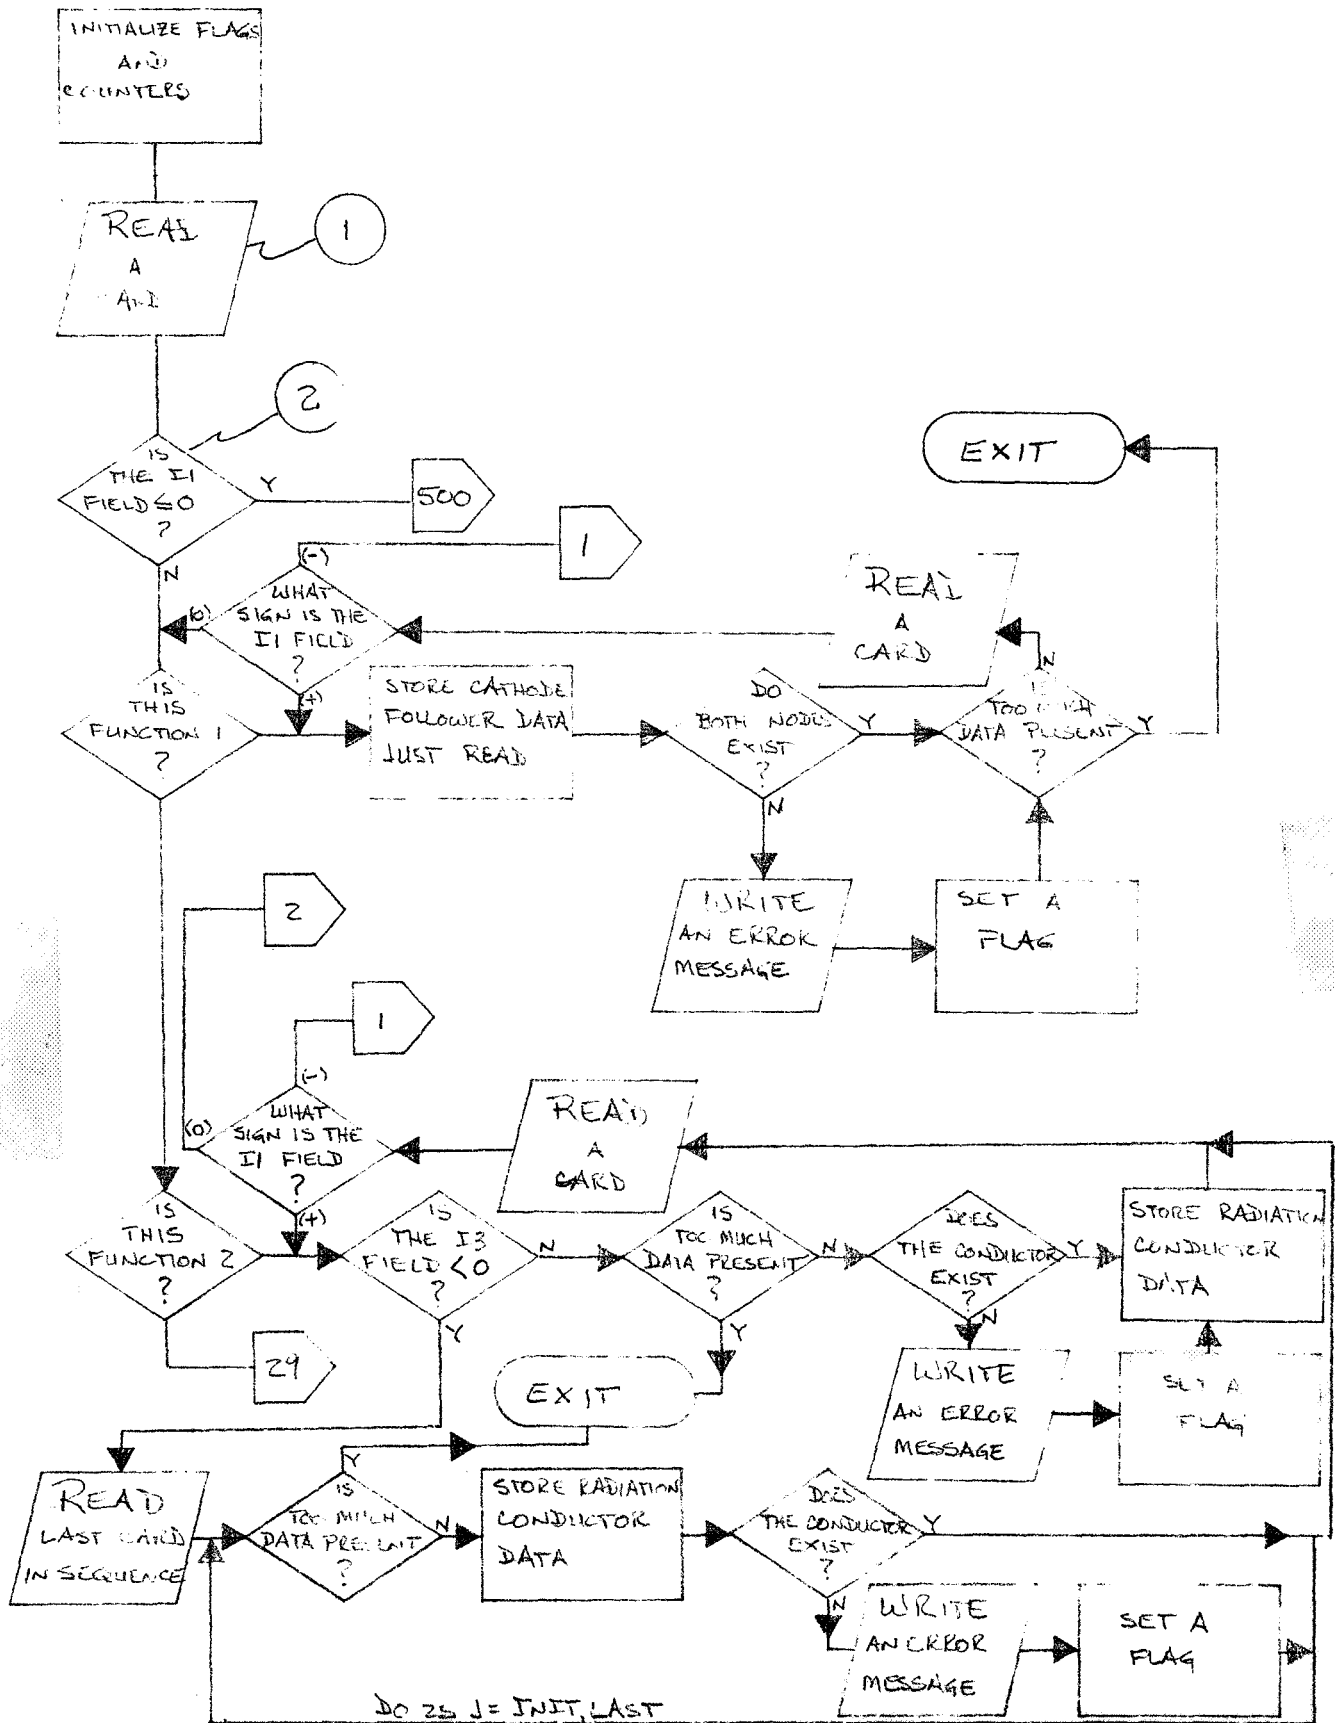 INITIALIZE FLAGS
AND
COUNTERS
READ
A
1
2
IS
THE I1
FIELD ≤ 0
?
Y
500
N
EXIT
1
(-)
WHAT
SIGN IS THE
I1 FIELD
?
(0)
(+)
READ
A
CARD
IS
THIS
FUNCTION 1
?
STORE CATHODE
FOLLOWER DATA
JUST READ
DO
BOTH NODES
EXIST
?
Y
N
IS
TOO MUCH
DATA PRESENT
?
N
Y
WRITE
AN ERROR
MESSAGE
SET A
FLAG
2
1
(-)
WHAT
SIGN IS THE
I1 FIELD
?
(0)
(+)
READ
A
CARD
IS
THIS
FUNCTION 2
?
29
IS
THE I3
FIELD < 0
?
N
Y
IS
TOO MUCH
DATA PRESENT
?
N
Y
DOES
THE CONDUCTOR
EXIST
?
Y
N
STORE RADIATION
CONDUCTOR
DATA
WRITE
AN ERROR
MESSAGE
SET A
FLAG
EXIT
READ
LAST CARD
IN SEQUENCE
Y
IS
TOO MUCH
DATA PRESENT
?
N
STORE RADIATION
CONDUCTOR
DATA
DOES
THE CONDUCTOR
EXIST
?
Y
N
WRITE
AN ERROR
MESSAGE
SET A
FLAG
DO 25 J = INIT, LAST